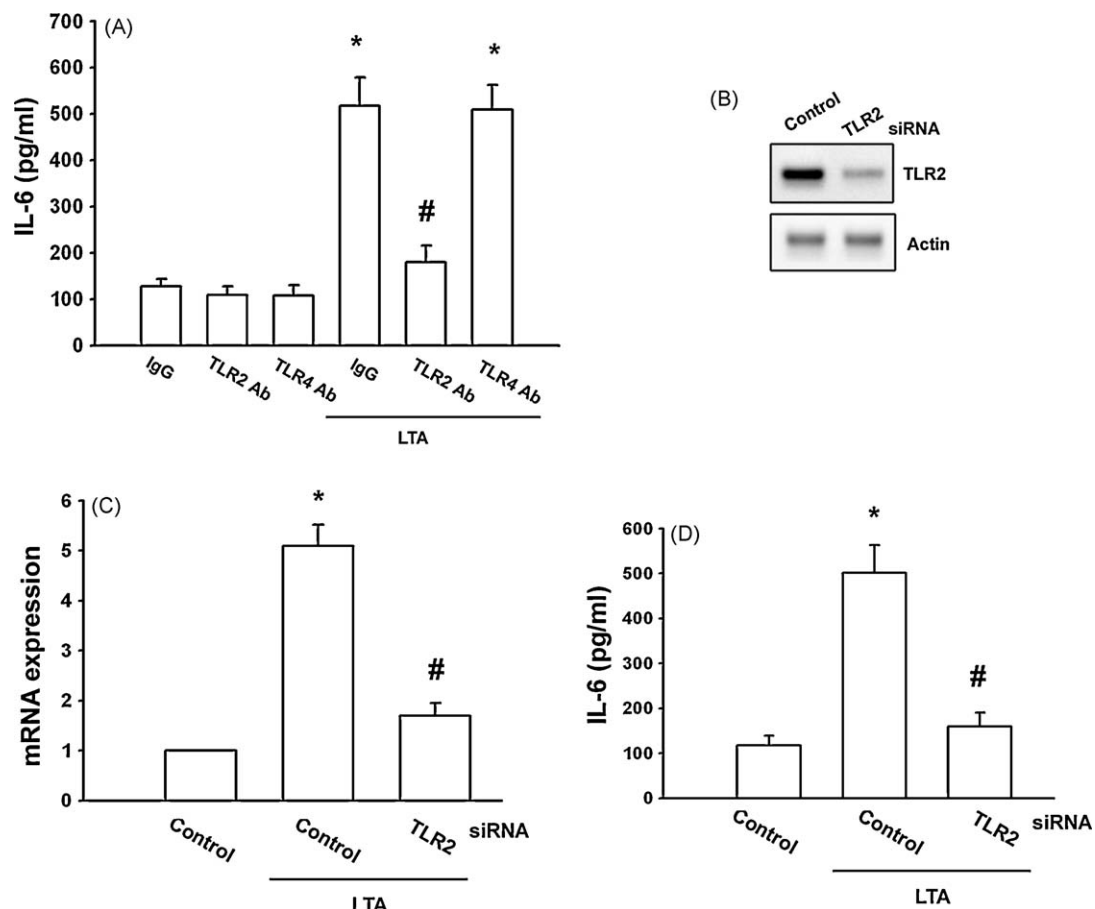 (A)
IL-6 (pg/ml)
700
600
500
400
300
200
100
0
* *
#
IgG TLR2 Ab TLR4 Ab IgG TLR2 Ab TLR4 Ab
LTA
(B)
Control TLR2 siRNA
TLR2
Actin
(C)
mRNA expression
6
5
4
3
2
1
0
*
#
Control Control TLR2 siRNA
LTA
(D)
IL-6 (pg/ml)
600
500
400
300
200
100
0
*
#
Control Control TLR2 siRNA
LTA